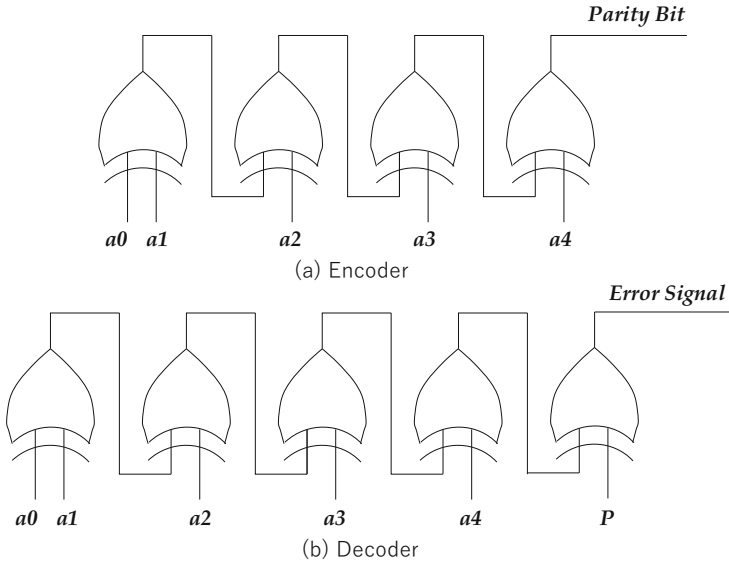 Parity Bit
a0 a1 a2 a3 a4
(a) Encoder
Error Signal
a0 a1 a2 a3 a4 P
(b) Decoder